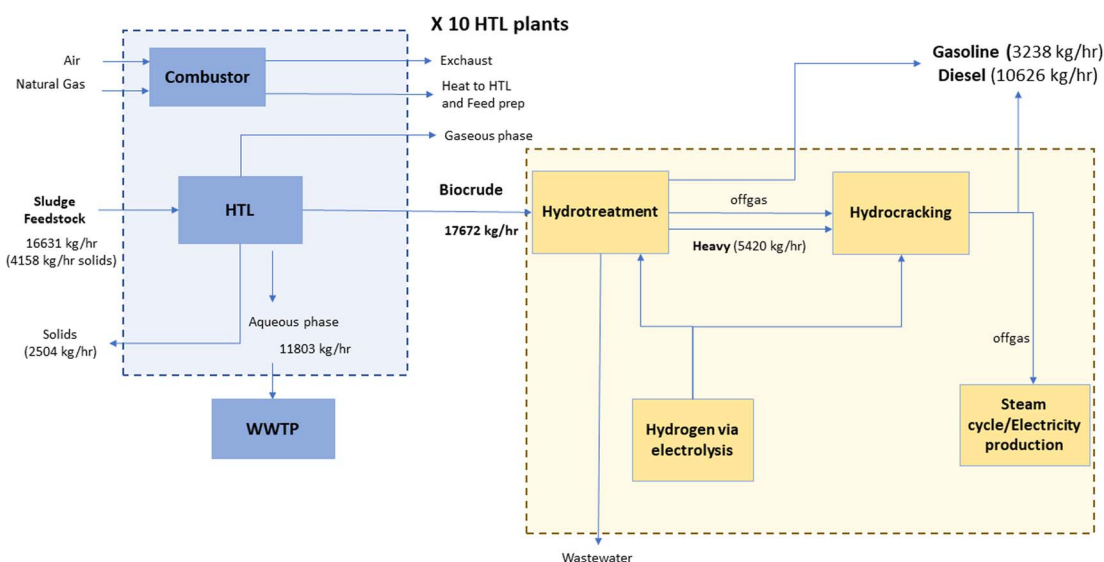 X 10 HTL plants
Air
Natural Gas
Combustor
Exhaust
Heat to HTL
and Feed prep
Gaseous phase
Gasoline (3238 kg/hr)
Diesel (10626 kg/hr)
Sludge
Feedstock
16631 kg/hr
(4158 kg/hr solids)
HTL
Biocrude
17672 kg/hr
Hydrotreatment
offgas
Heavy (5420 kg/hr)
Hydrocracking
Solids
(2504 kg/hr)
Aqueous phase
11803 kg/hr
WWTP
Hydrogen via
electrolysis
offgas
Steam
cycle/Electricity
production
Wastewater